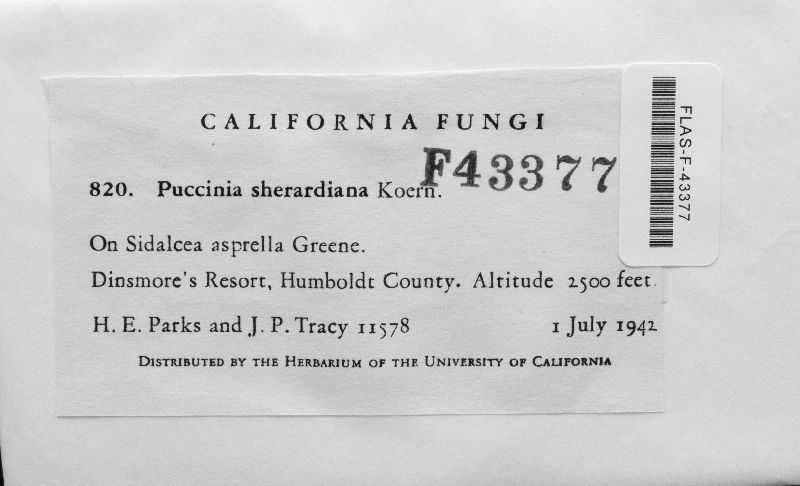 CALIFORNIA FUNGI
F43377
820. Puccinia sherardiana Koern.
On Sidalcea asprella Greene.
Dinsmore's Resort, Humboldt County. Altitude 2500 feet.
H. E. Parks and J. P. Tracy 11578 1 July 1942
DISTRIBUTED BY THE HERBARIUM OF THE UNIVERSITY OF CALIFORNIA
FLAS-F-43377